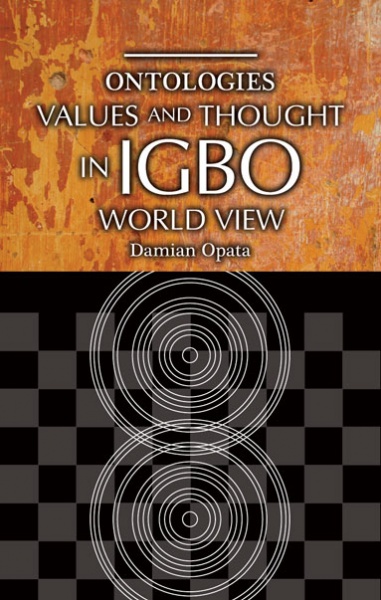 ONTOLOGIES
VALUES AND THOUGHT
IN IGBO
WORLD VIEW
Damian Opata